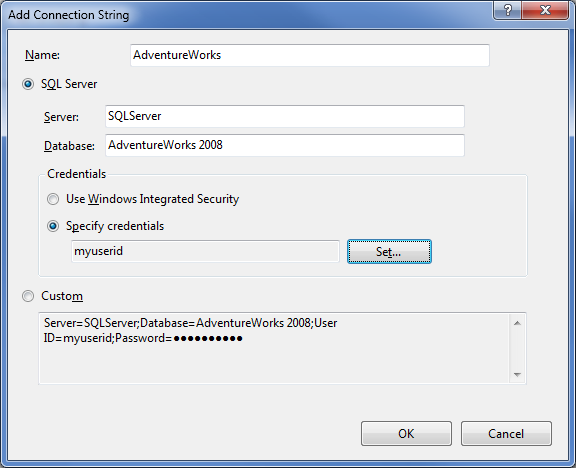 Add Connection String
Name: AdventureWorks
SQL Server
Server: SQLServer
Database: AdventureWorks 2008
Credentials
Use Windows Integrated Security
Specify credentials
myuserid Set...
Custom
Server=SQLServer;Database=AdventureWorks 2008;User
ID=myuserid;Password=●●●●●●●●●●
OK Cancel